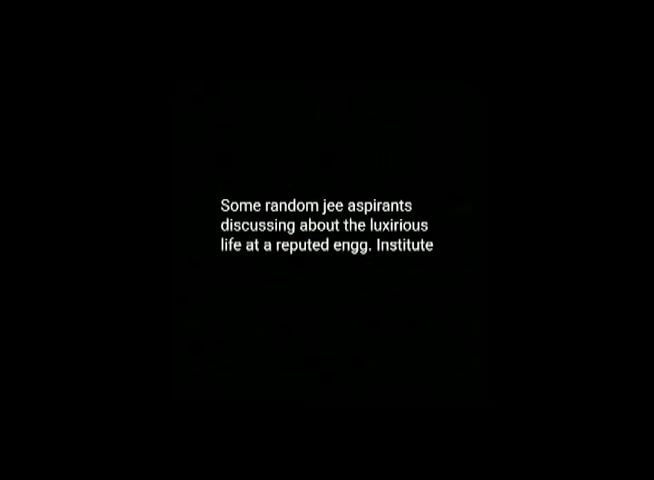 Some random jee aspirants
discussing about the luxirious
life at a reputed engg. Institute